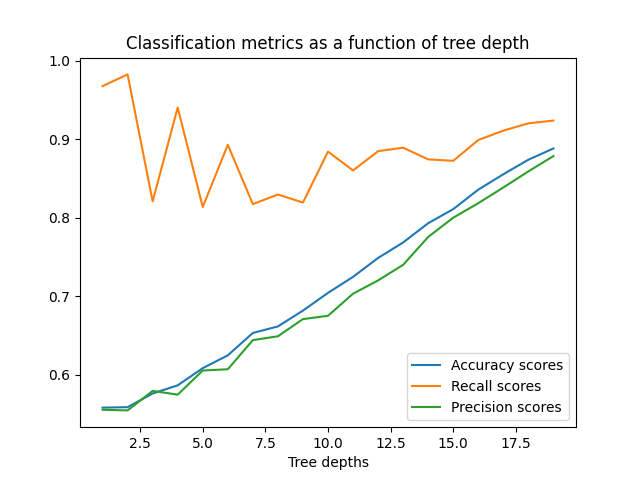 Classification metrics as a function of tree depth
1.0
0.9
0.8
0.7
0.6
Accuracy scores
Recall scores
Precision scores
2.5 5.0 7.5 10.0 12.5 15.0 17.5
Tree depths